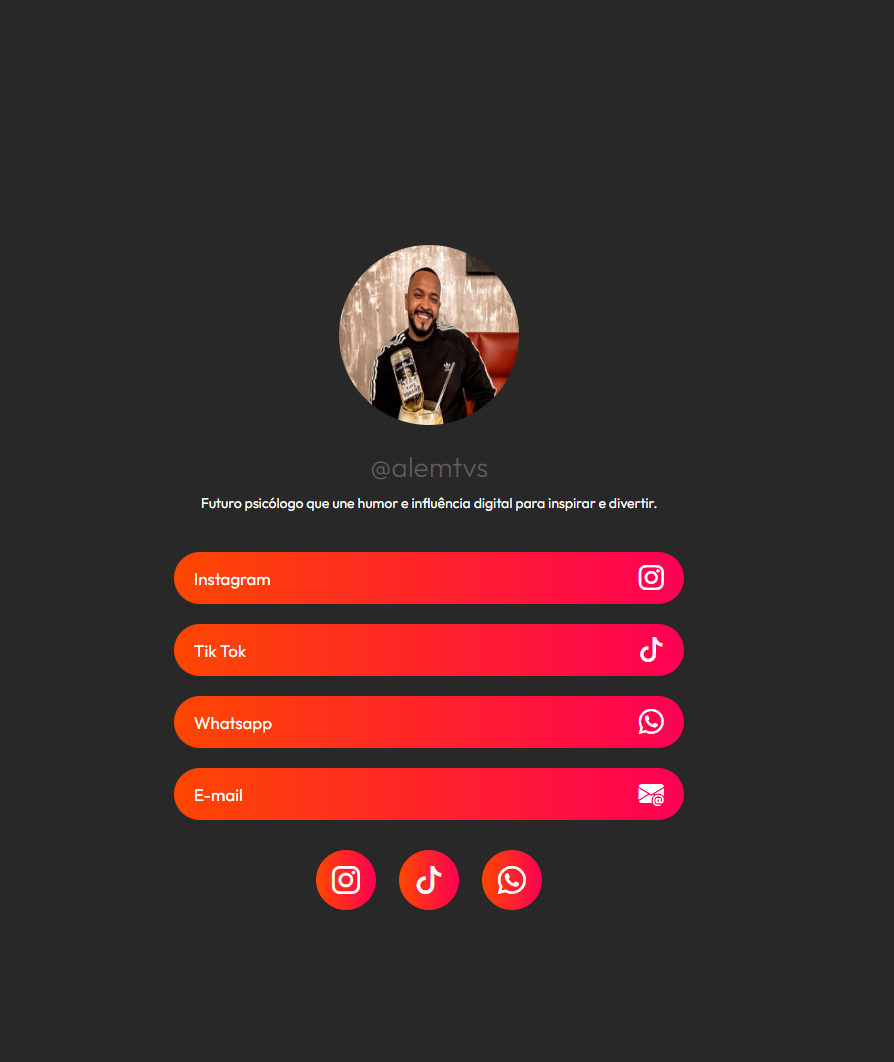 @alemtvs
Futuro psicólogo que une humor e influência digital para inspirar e divertir.
Instagram
Tik Tok
Whatsapp
E-mail